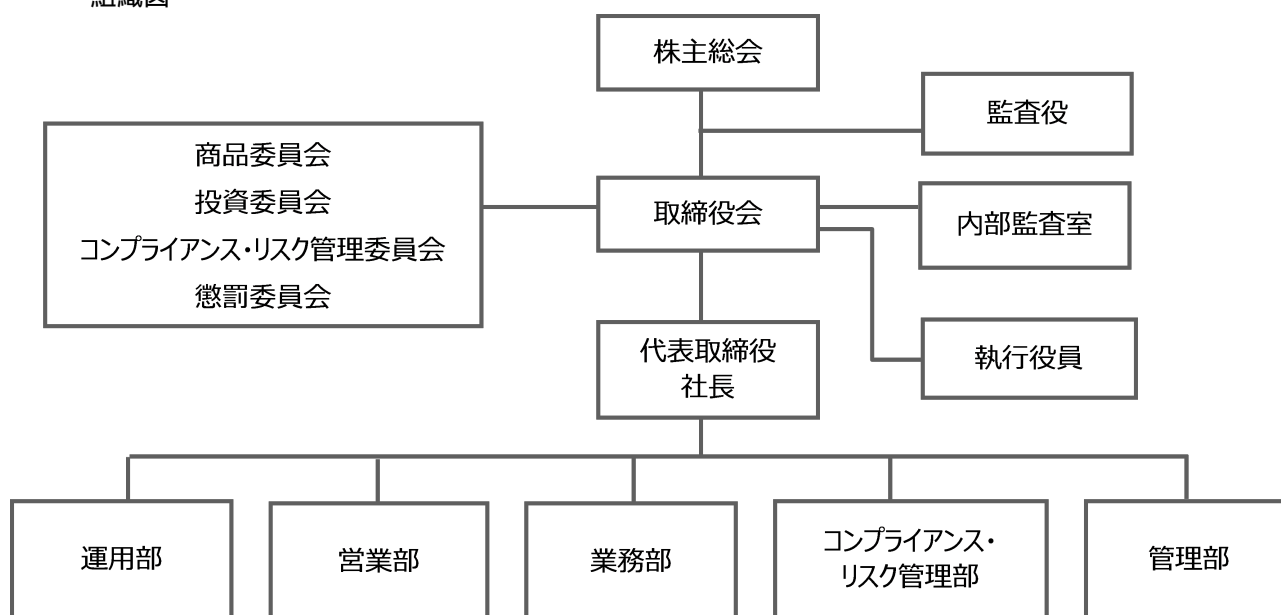 組織図
株主総会
監査役
商品委員会
投資委員会
コンプライアンス・リスク管理委員会
懲罰委員会
取締役会
内部監査室
代表取締役
社長
執行役員
運用部
営業部
業務部
コンプライアンス・
リスク管理部
管理部